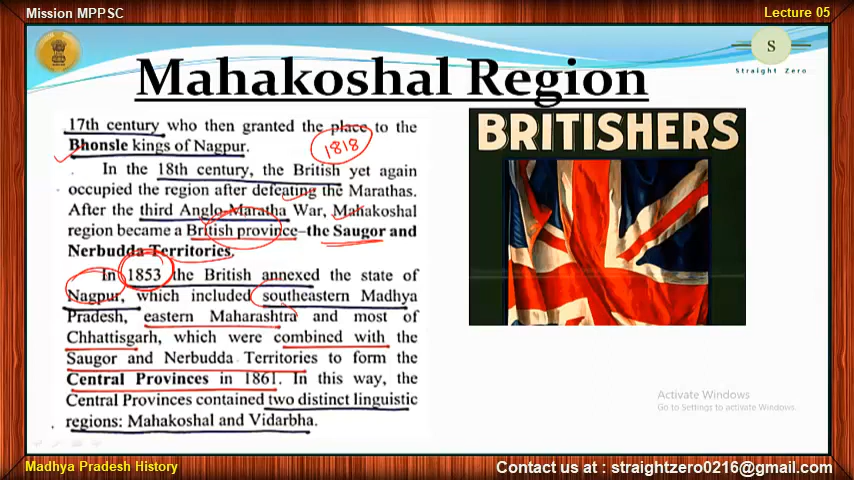 Mission MPPSC
Lecture 05
S
Straight Zero
Mahakoshal Region
17th century who then granted the place to the
Bhonsle kings of Nagpur.
1818
In the 18th century, the British yet again
occupied the region after defeating the Marathas.
After the third Anglo-Maratha War, Mahakoshal
region became a British province–the Saugor and
Nerbudda Territories.
In 1853 the British annexed the state of
Nagpur, which included southeastern Madhya
Pradesh, eastern Maharashtra and most of
Chhattisgarh, which were combined with the
Saugor and Nerbudda Territories to form the
Central Provinces in 1861. In this way, the
Central Provinces contained two distinct linguistic
regions: Mahakoshal and Vidarbha.
BRITISHERS
Activate Windows
Go to Settings to activate Windows.
Madhya Pradesh History
Contact us at : straightzero0216@gmail.com